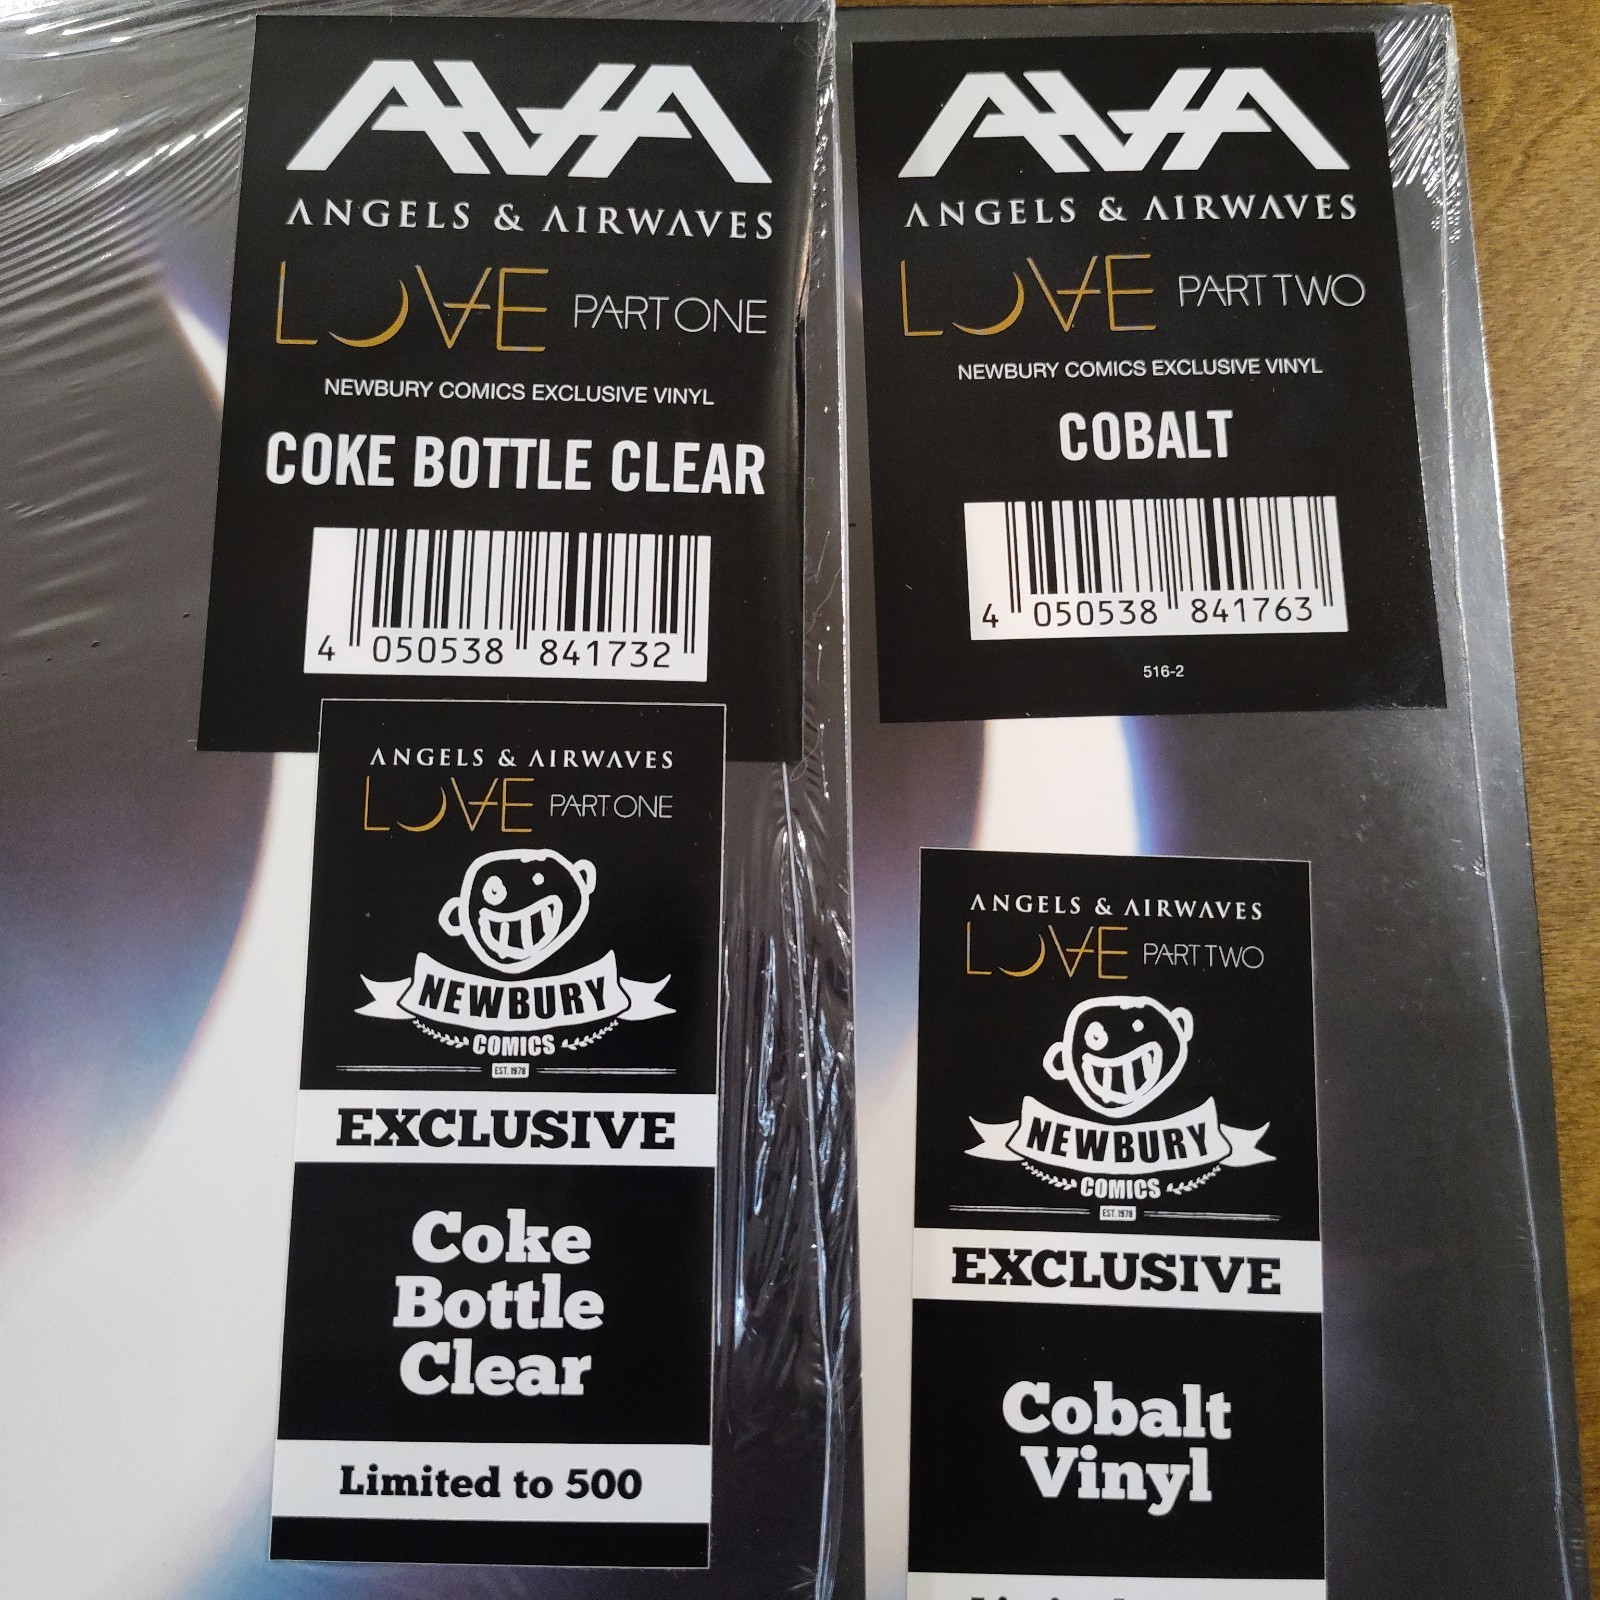 AVA
ANGELS & AIRWAVES
LOVE PART ONE
NEWBURY COMICS EXCLUSIVE VINYL
COKE BOTTLE CLEAR
4 050538 841732
ANGELS & AIRWAVES
LOVE PART ONE
NEWBURY
COMICS
EST. 1978
EXCLUSIVE
Coke
Bottle
Clear
Limited to 500
AVA
ANGELS & AIRWAVES
LOVE PART TWO
NEWBURY COMICS EXCLUSIVE VINYL
COBALT
4 050538 841763
516-2
ANGELS & AIRWAVES
LOVE PART TWO
NEWBURY
COMICS
EST. 1978
EXCLUSIVE
Cobalt
Vinyl